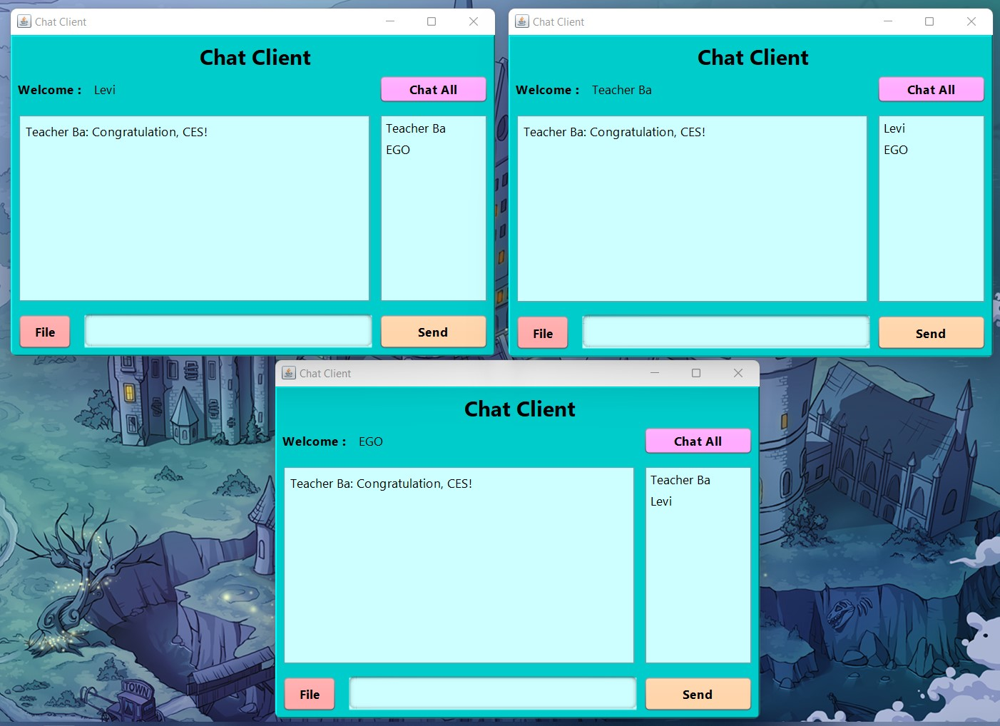 Chat Client
Chat Client
Welcome : Levi
Chat All
Teacher Ba: Congratulation, CES!
Teacher Ba
EGO
File
Send
Chat Client
Chat Client
Welcome : Teacher Ba
Chat All
Teacher Ba: Congratulation, CES!
Levi
EGO
File
Send
Chat Client
Chat Client
Welcome : EGO
Chat All
Teacher Ba: Congratulation, CES!
Teacher Ba
Levi
File
Send
TOWN